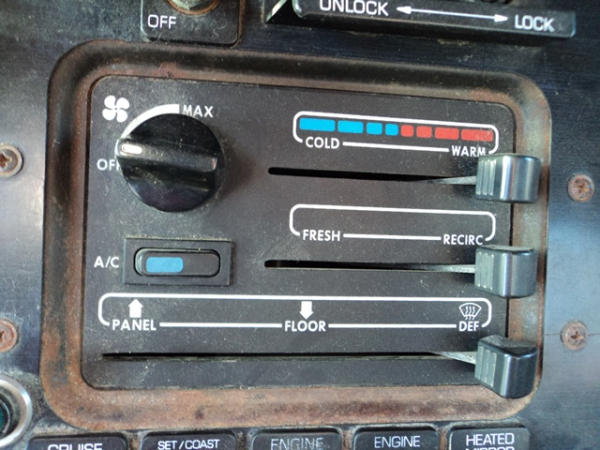 OFF
UNLOCK LOCK
MAX
OFF
COLD WARM
FRESH RECIRC
A/C
PANEL FLOOR DEF
CRUISE SET/COAST ENGINE ENGINE HEATED
MIRROR